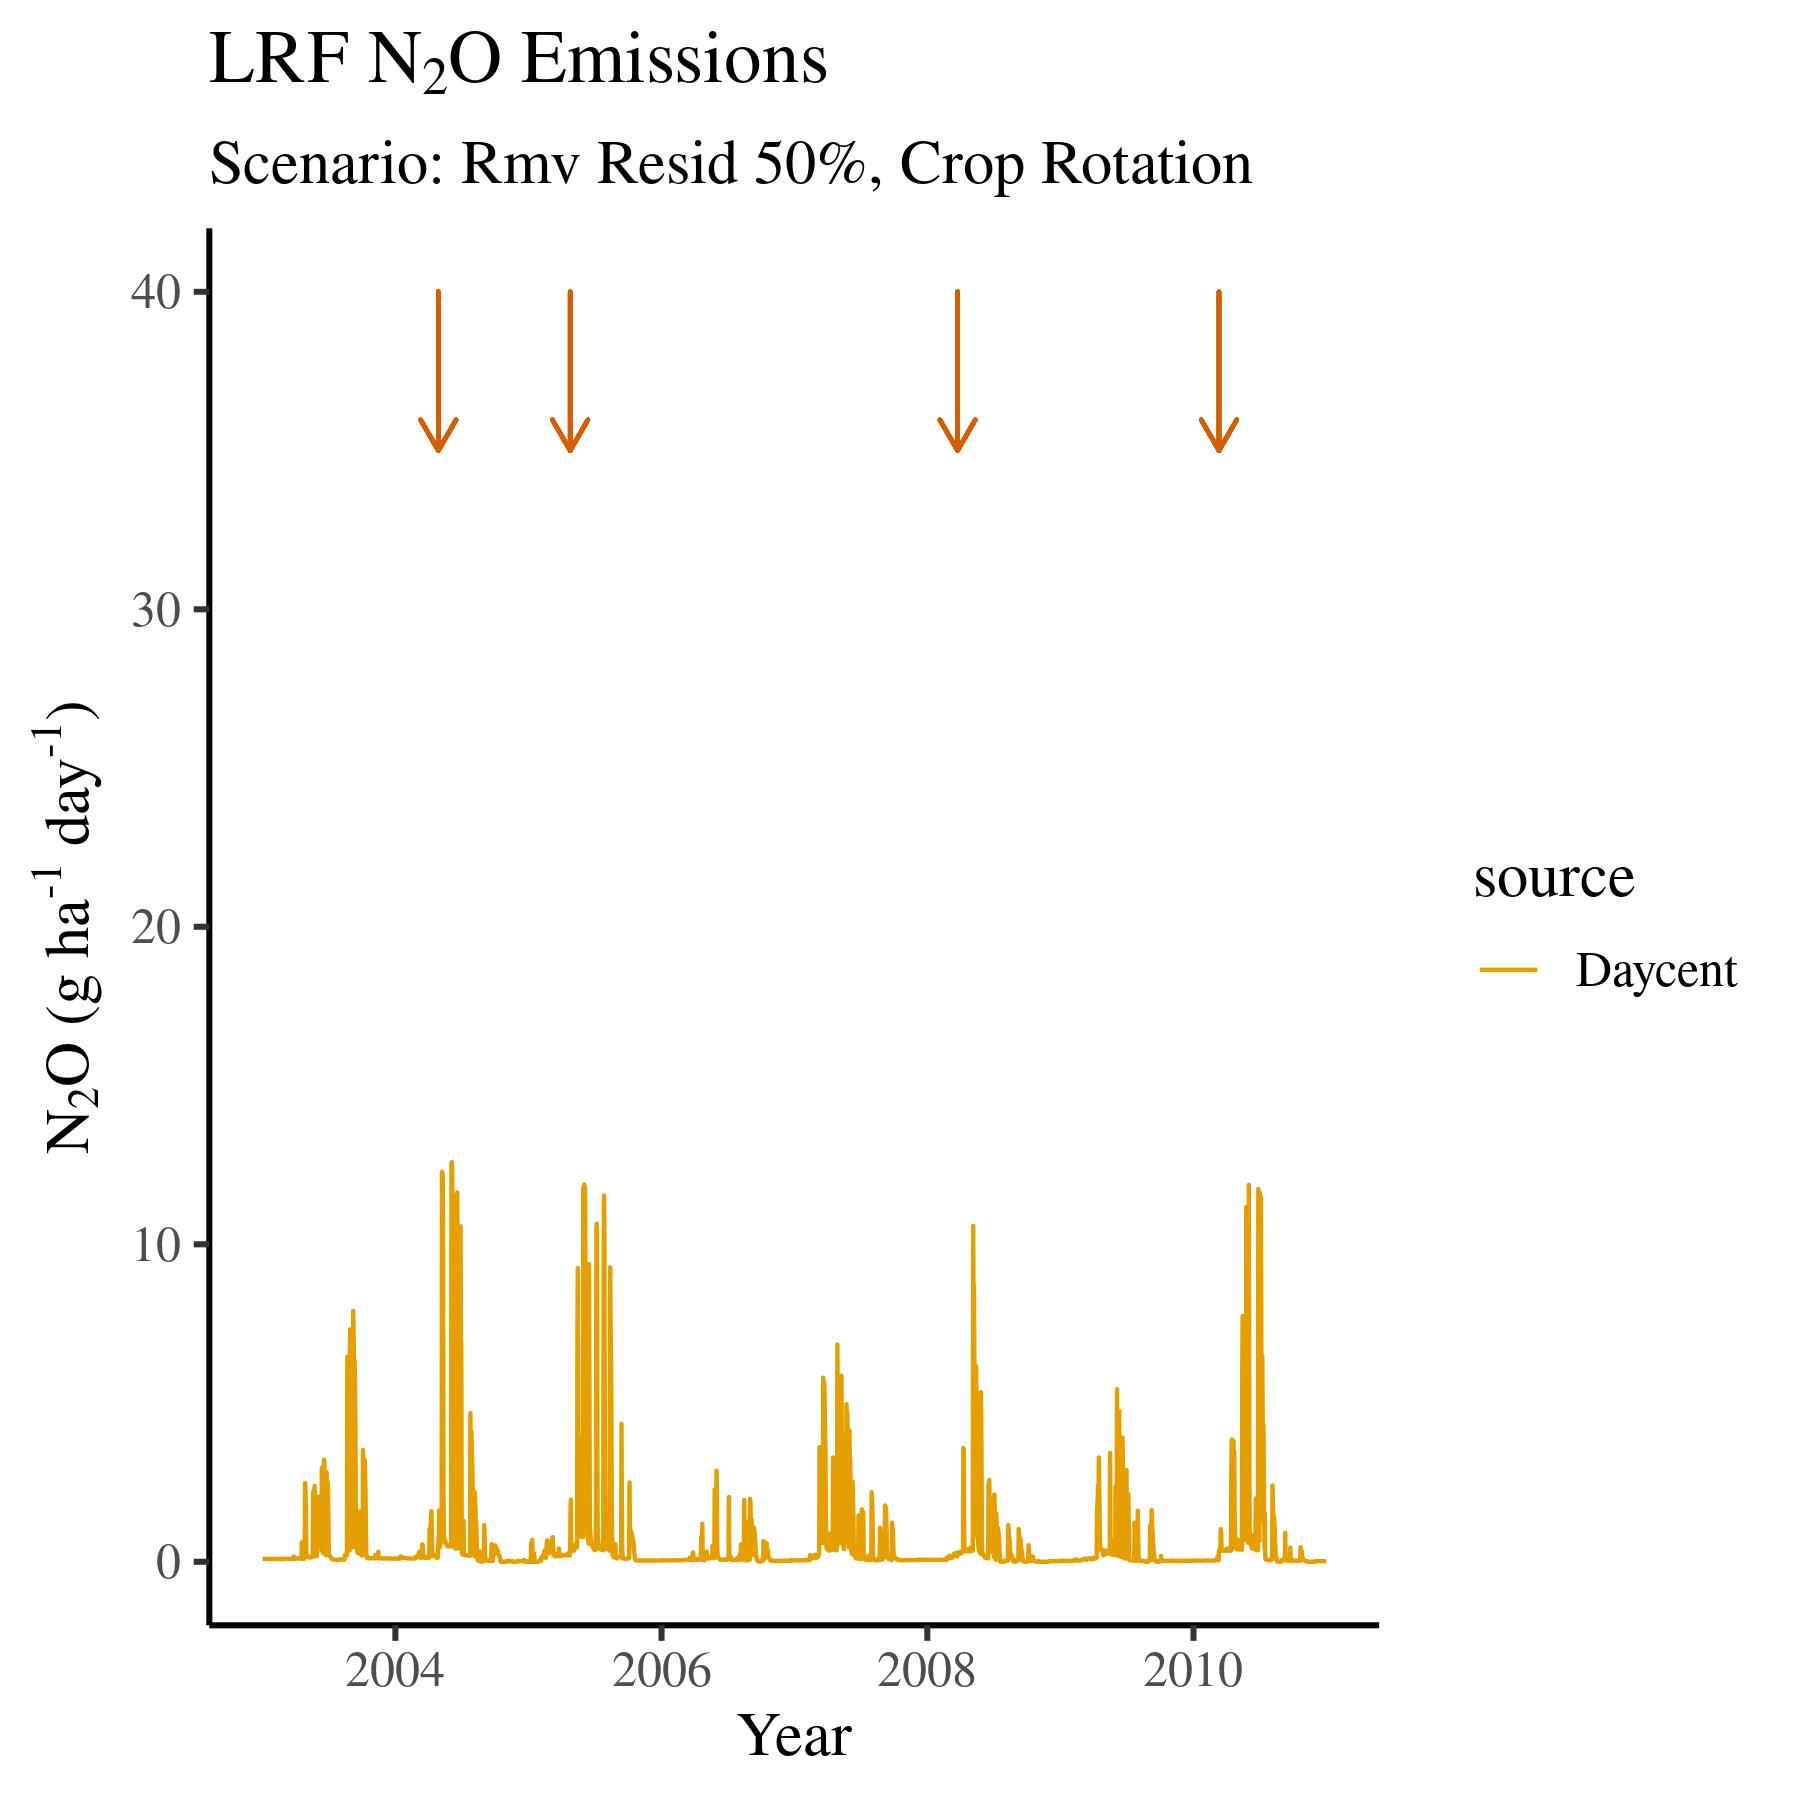 LRF N₂O Emissions
Scenario: Rmv Resid 50%, Crop Rotation
N₂O (g ha⁻¹ day⁻¹)
40
30
20
10
0
2004 2006 2008 2010
Year
source
Daycent